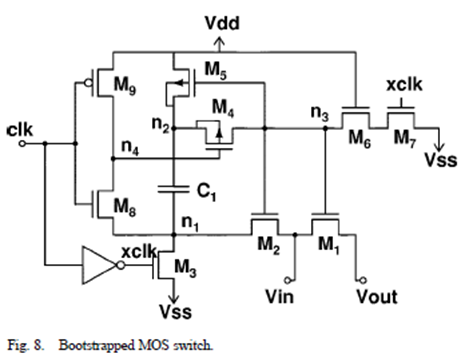 Vdd
M9
M5
xclk
clk
n2
M4
n3
n4
M6
M7
Vss
M8
C1
n1
xclk
M3
M2
M1
Vss
Vin
Vout
Fig. 8. Bootstrapped MOS switch.